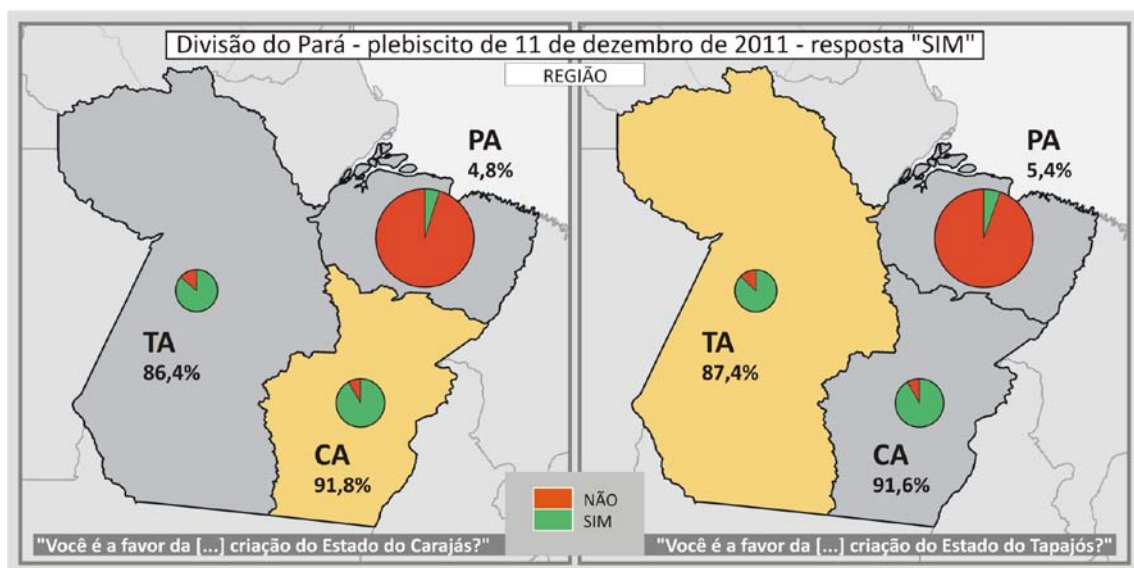 Divisão do Pará - plebiscito de 11 de dezembro de 2011 - resposta "SIM"
REGIÃO
PA
4,8%
TA
86,4%
CA
91,8%
"Você é a favor da [...] criação do Estado do Carajás?"
PA
5,4%
TA
87,4%
CA
91,6%
"Você é a favor da [...] criação do Estado do Tapajós?"
NÃO
SIM